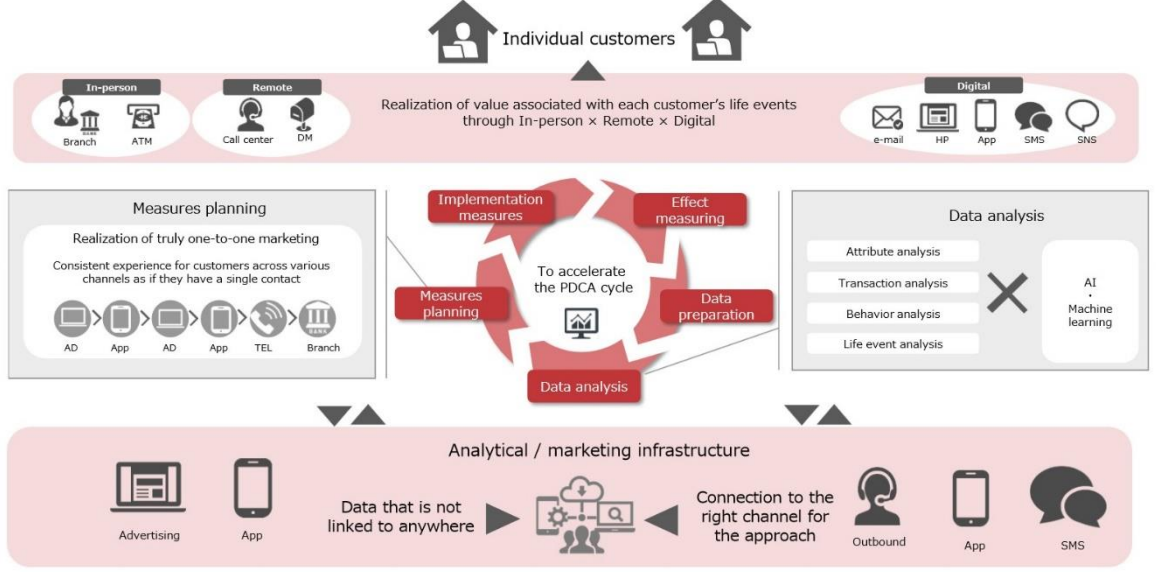 Individual customers
In-person
Remote
Digital
Branch
BANK
ATM
Call center
DM
Realization of value associated with each customer's life events
through In-person × Remote × Digital
e-mail
HP
App
SMS
SNS
Measures planning
Realization of truly one-to-one marketing
Consistent experience for customers across various
channels as if they have a single contact
BANK
AD
App
AD
App
TEL
Branch
Implementation
measures
Effect
measuring
To accelerate
the PDCA cycle
Measures
planning
Data
preparation
Data analysis
Data analysis
Attribute analysis
Transaction analysis
Behavior analysis
Life event analysis
AI
・
Machine
learning
Analytical / marketing infrastructure
Advertising
App
Data that is not
linked to anywhere
Connection to the
right channel for
the approach
Outbound
App
SMS